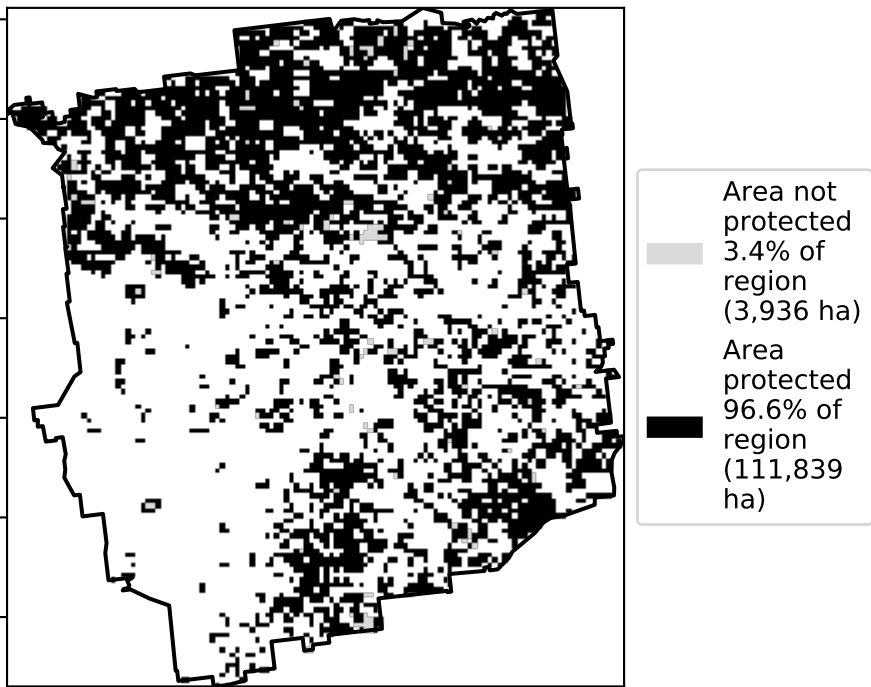 Area not
protected
3.4% of
region
(3,936 ha)
Area
protected
96.6% of
region
(111,839
ha)